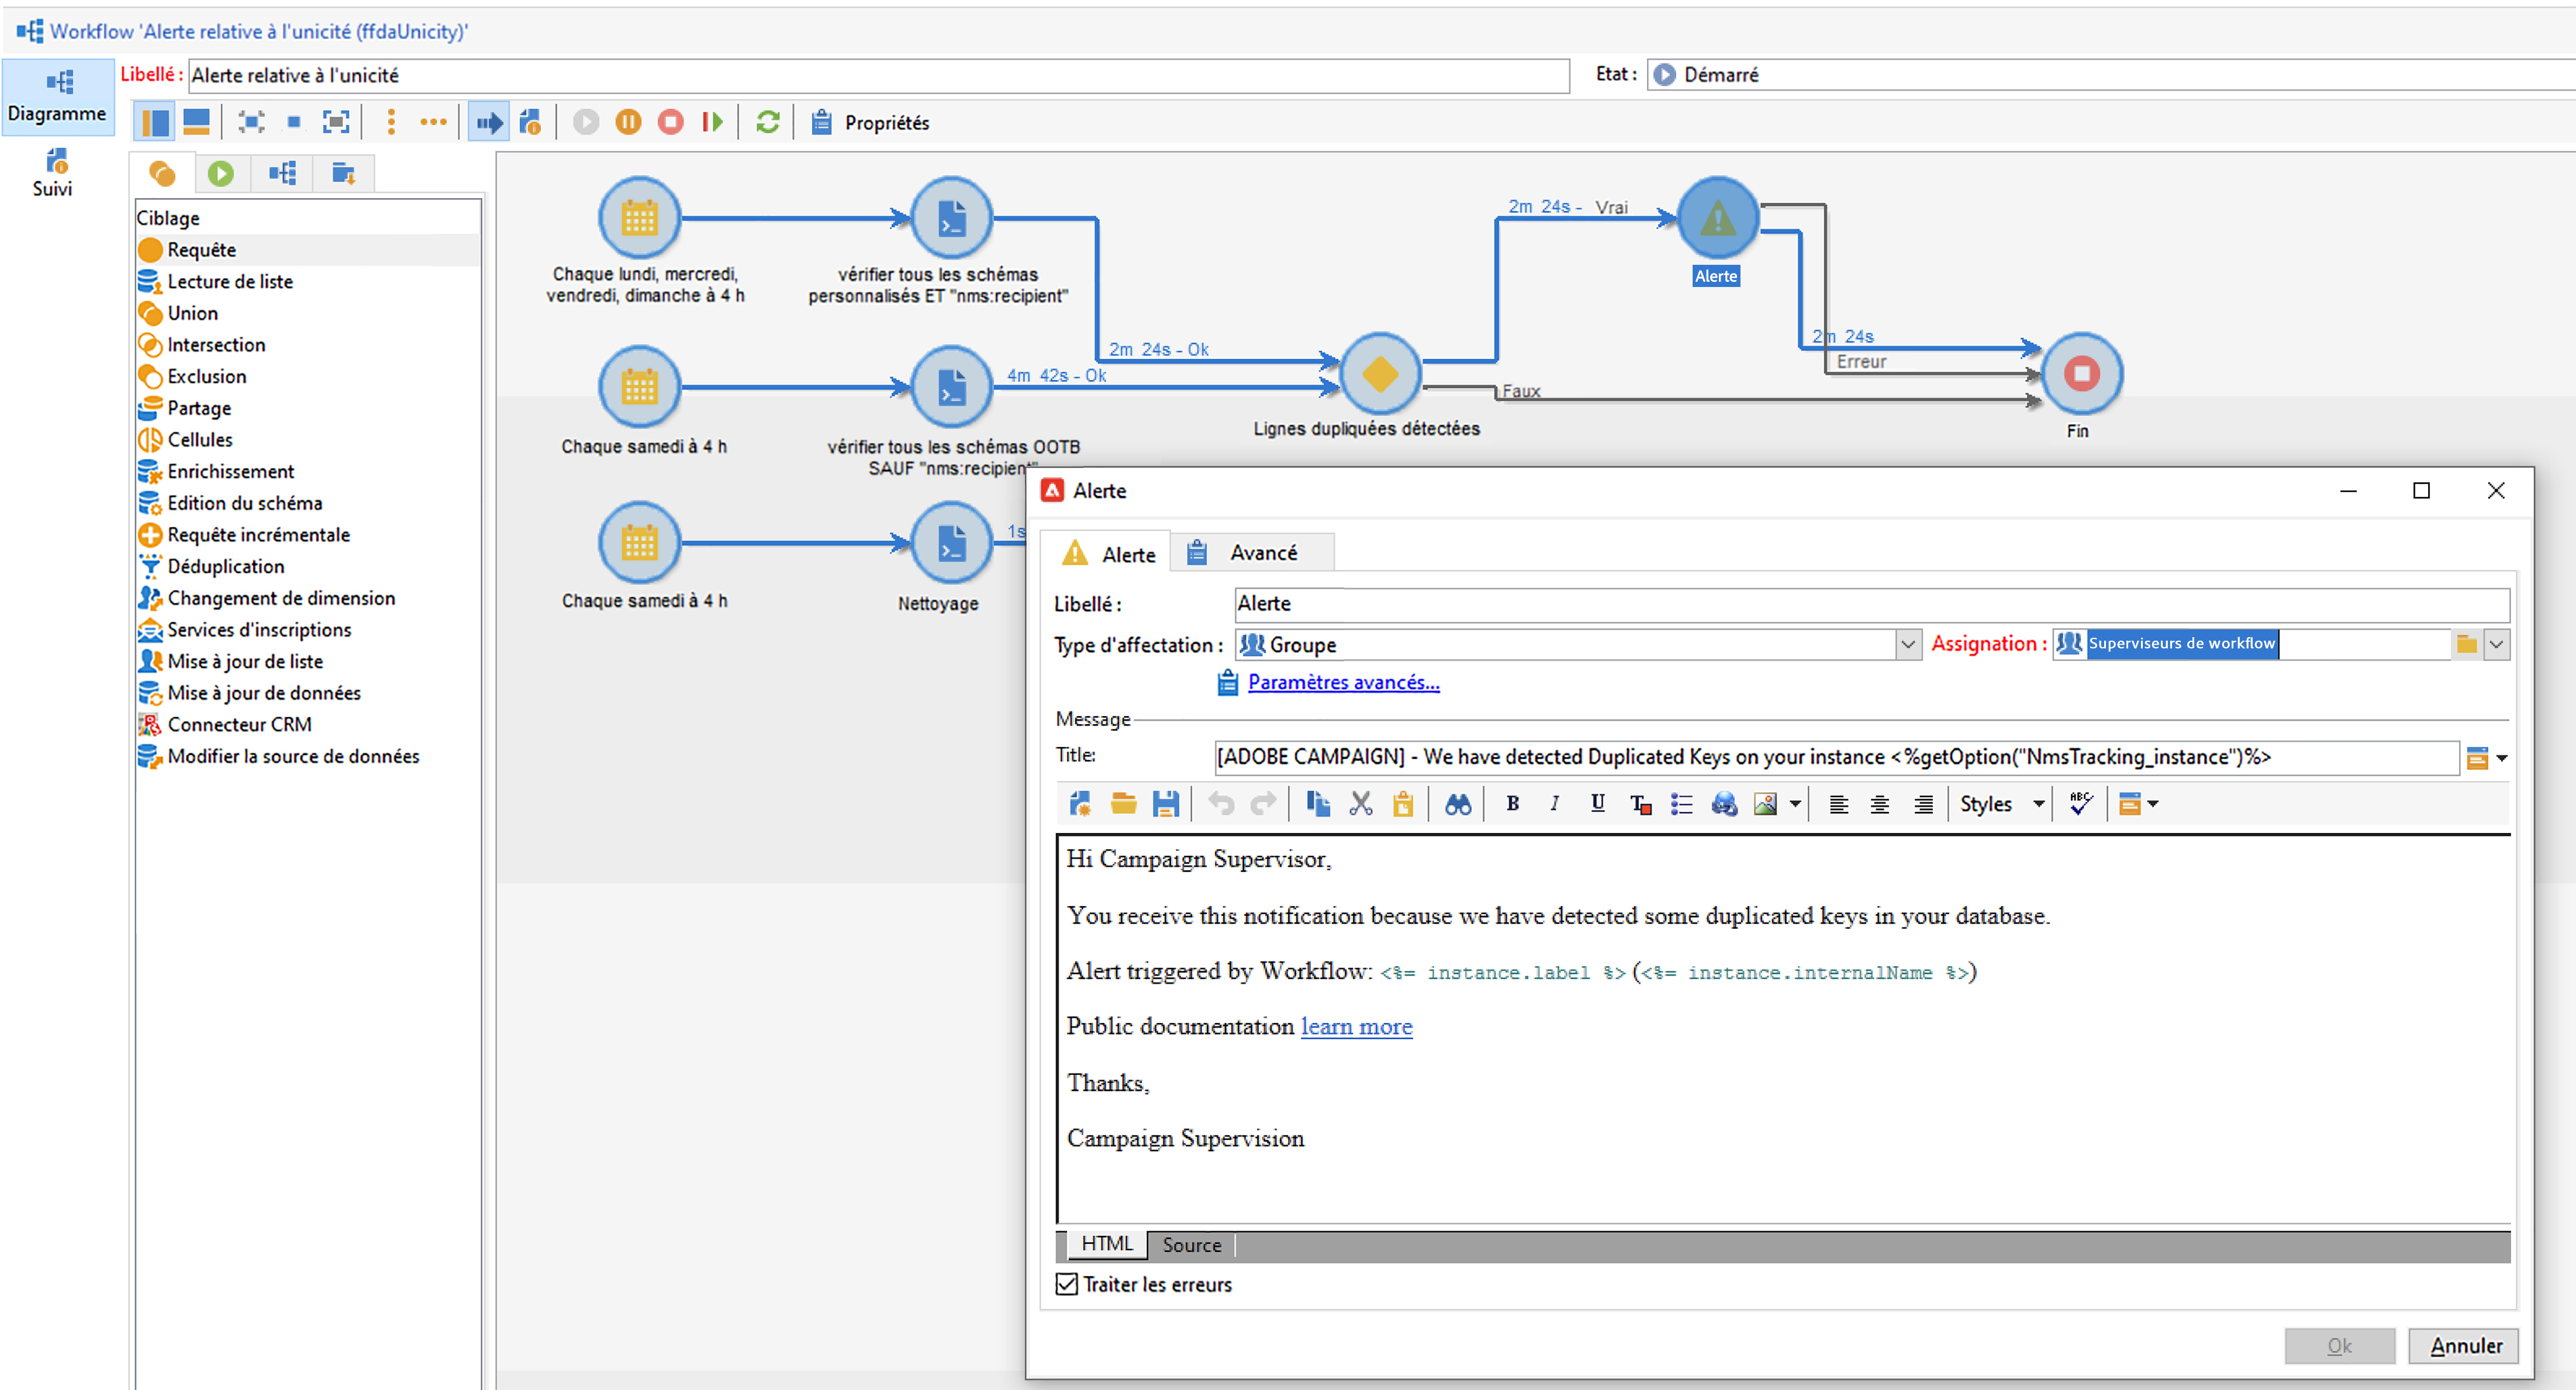 Workflow 'Alerte relative à l'unicité (ffdaUnicity)'
Diagramme
Suivi
Libellé : Alerte relative à l'unicité
Etat : Démarré
Propriétés
Ciblage
Requête
Lecture de liste
Union
Intersection
Exclusion
Partage
Cellules
Enrichissement
Edition du schéma
Requête incrémentale
Déduplication
Changement de dimension
Services d'inscriptions
Mise à jour de liste
Mise à jour de données
Connecteur CRM
Modifier la source de données
Chaque lundi, mercredi,
vendredi, dimanche à 4 h
vérifier tous les schémas
personnalisés ET "nms:recipient"
2m 24s - Ok
Chaque samedi à 4 h
vérifier tous les schémas OOTB
SAUF "nms:recipient"
4m 42s - Ok
Chaque samedi à 4 h
Nettoyage
1s
Lignes dupliquées détectées
2m 24s - Vrai
Faux
Alerte
2m 24s
Erreur
Fin
Alerte
Alerte
Avancé
Libellé : Alerte
Type d'affectation : Groupe
Assignation : Superviseurs de workflow
Paramètres avancés...
Message
Title: [ADOBE CAMPAIGN] - We have detected Duplicated Keys on your instance <%getOption("NmsTracking_instance")%>
B I U T Styles ABC
Hi Campaign Supervisor,
You receive this notification because we have detected some duplicated keys in your database.
Alert triggered by Workflow: <%= instance.label %> (<%= instance.internalName %>)
Public documentation learn more
Thanks,
Campaign Supervision
HTML Source
Traiter les erreurs
Ok Annuler